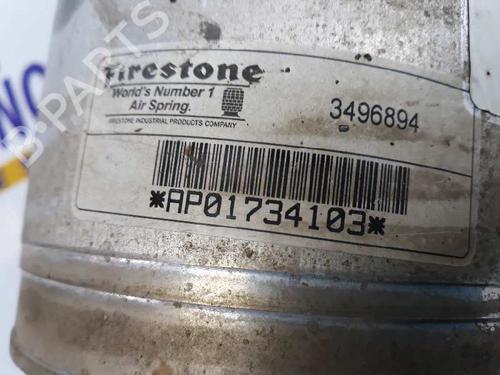 Firestone
World's Number 1
Air Spring.
FIRESTONE INDUSTRIAL PRODUCTS COMPANY
3496894
*AP01734103*
B-PARTS